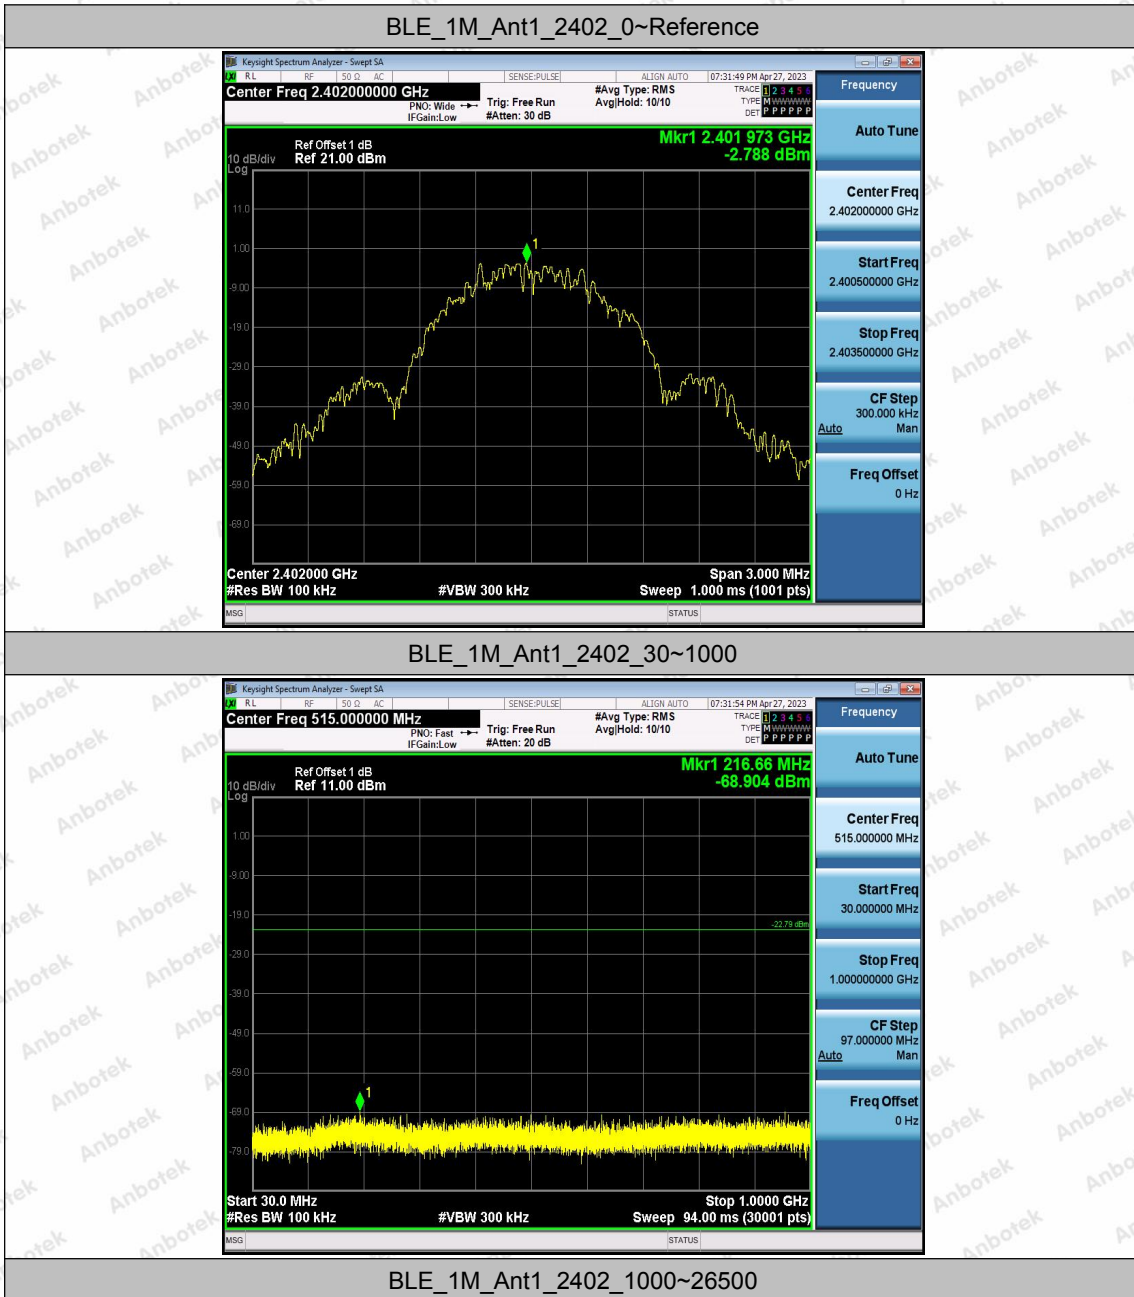 BLE_1M_Ant1_2402_0~Reference
Keysight Spectrum Analyzer - Swept SA
LXI RL RF 50 Ω AC SENSE:PULSE ALIGN AUTO 07:31:49 PM Apr 27, 2023
Center Freq 2.402000000 GHz
PNO: Wide
IFGain:Low
Trig: Free Run
#Atten: 30 dB
#Avg Type: RMS
Avg|Hold: 10/10
TRACE 1 2 3 4 5 6
TYPE M WWWWW
DET P P P P P P
Frequency
Auto Tune
Center Freq
2.402000000 GHz
Start Freq
2.400500000 GHz
Stop Freq
2.403500000 GHz
CF Step
300.000 kHz
Auto Man
Freq Offset
0 Hz
Mkr1 2.401 973 GHz
-2.788 dBm
Ref Offset 1 dB
10 dB/div Ref 21.00 dBm
Log
11.0
1.00
-9.00
-19.0
-29.0
-39.0
-49.0
-59.0
-69.0
1
Center 2.402000 GHz Span 3.000 MHz
#Res BW 100 kHz #VBW 300 kHz Sweep 1.000 ms (1001 pts)
MSG STATUS
BLE_1M_Ant1_2402_30~1000
Keysight Spectrum Analyzer - Swept SA
LXI RL RF 50 Ω AC SENSE:PULSE ALIGN AUTO 07:31:54 PM Apr 27, 2023
Center Freq 515.000000 MHz
PNO: Fast
IFGain:Low
Trig: Free Run
#Atten: 20 dB
#Avg Type: RMS
Avg|Hold: 10/10
TRACE 1 2 3 4 5 6
TYPE M WWWWW
DET P P P P P P
Frequency
Auto Tune
Center Freq
515.000000 MHz
Start Freq
30.000000 MHz
Stop Freq
1.000000000 GHz
CF Step
97.000000 MHz
Auto Man
Freq Offset
0 Hz
Mkr1 216.66 MHz
-68.904 dBm
Ref Offset 1 dB
10 dB/div Ref 11.00 dBm
Log
1.00
-9.00
-19.0
-29.0
-39.0
-49.0
-59.0
-69.0
-79.0
-22.79 dBm
1
Start 30.0 MHz Stop 1.0000 GHz
#Res BW 100 kHz #VBW 300 kHz Sweep 94.00 ms (30001 pts)
MSG STATUS
BLE_1M_Ant1_2402_1000~26500
Anbotek